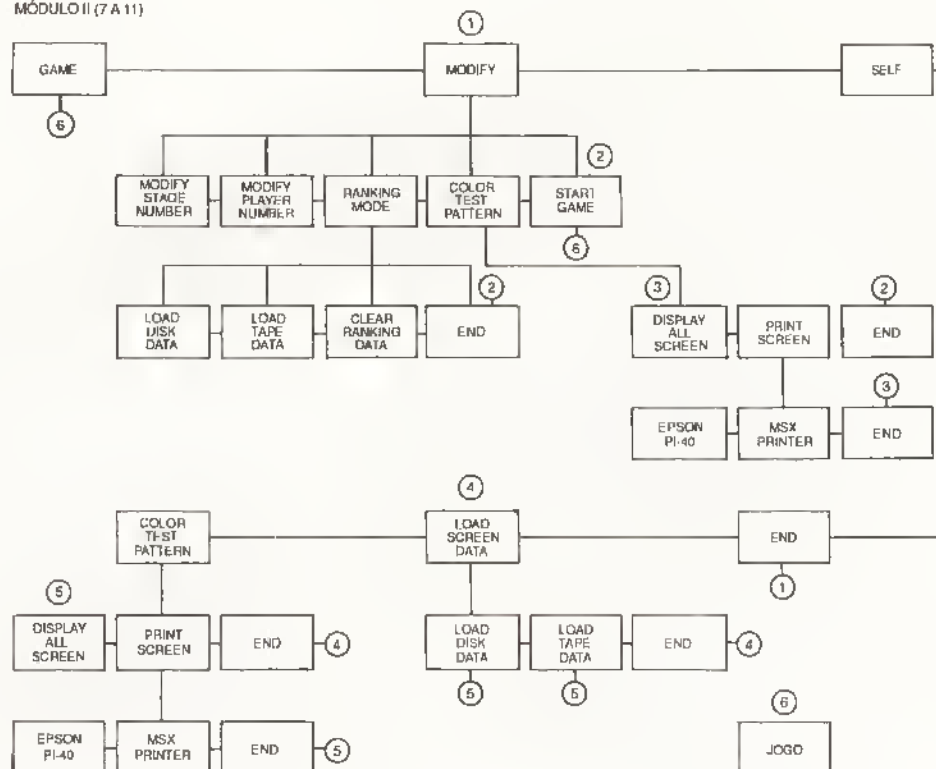 MÓDULO II (7 A 11)
1
GAME
MODIFY
SELF
6
2
MODIFY
STAGE
NUMBER
MODIFY
PLAYER
NUMBER
RANKING
MODE
COLOR
TEST
PATTERN
START
GAME
6
2
3
2
LOAD
DISK
DATA
LOAD
TAPE
DATA
CLEAR
RANKING
DATA
END
DISPLAY
ALL
SCREEN
PRINT
SCREEN
END
3
EPSON
PI-40
MSX
PRINTER
END
4
COLOR
TEST
PATTERN
LOAD
SCREEN
DATA
END
1
5
DISPLAY
ALL
SCREEN
PRINT
SCREEN
END
4
LOAD
DISK
DATA
LOAD
TAPE
DATA
END
4
5
5
6
EPSON
PI-40
MSX
PRINTER
END
5
JOGO